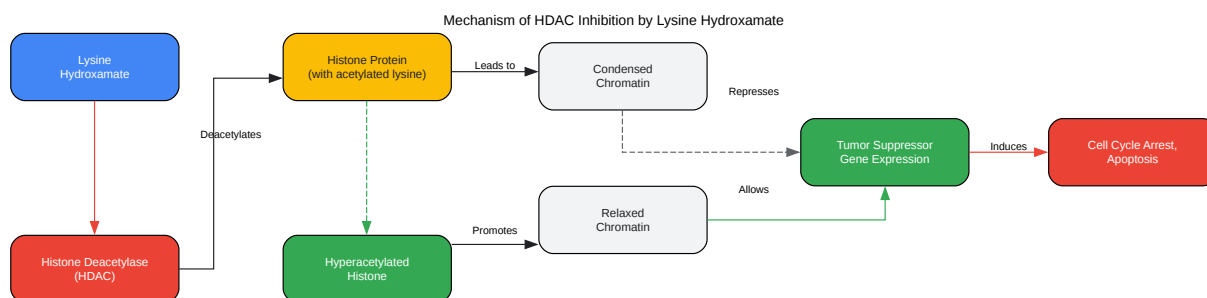 Mechanism of HDAC Inhibition by Lysine Hydroxamate
Lysine
Hydroxamate
Histone Protein
(with acetylated lysine)
Leads to
Condensed
Chromatin
Represses
Deacetylates
Tumor Suppressor
Gene Expression
Induces
Cell Cycle Arrest,
Apoptosis
Allows
Relaxed
Chromatin
Promotes
Histone Deacetylase
(HDAC)
Hyperacetylated
Histone